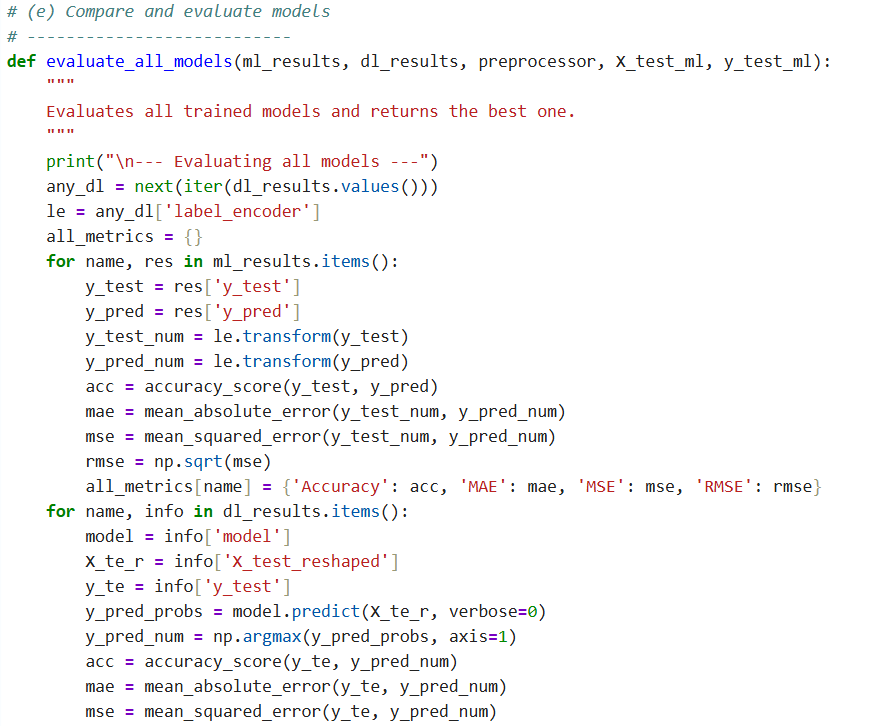 # (e) Compare and evaluate models
# ---------------------------
def evaluate_all_models(ml_results, dl_results, preprocessor, X_test_ml, y_test_ml):
    """
    Evaluates all trained models and returns the best one.
    """
    print("\n--- Evaluating all models ---")
    any_dl = next(iter(dl_results.values()))
    le = any_dl['label_encoder']
    all_metrics = {}
    for name, res in ml_results.items():
        y_test = res['y_test']
        y_pred = res['y_pred']
        y_test_num = le.transform(y_test)
        y_pred_num = le.transform(y_pred)
        acc = accuracy_score(y_test, y_pred)
        mae = mean_absolute_error(y_test_num, y_pred_num)
        mse = mean_squared_error(y_test_num, y_pred_num)
        rmse = np.sqrt(mse)
        all_metrics[name] = {'Accuracy': acc, 'MAE': mae, 'MSE': mse, 'RMSE': rmse}
    for name, info in dl_results.items():
        model = info['model']
        X_te_r = info['X_test_reshaped']
        y_te = info['y_test']
        y_pred_probs = model.predict(X_te_r, verbose=0)
        y_pred_num = np.argmax(y_pred_probs, axis=1)
        acc = accuracy_score(y_te, y_pred_num)
        mae = mean_absolute_error(y_te, y_pred_num)
        mse = mean_squared_error(y_te, y_pred_num)